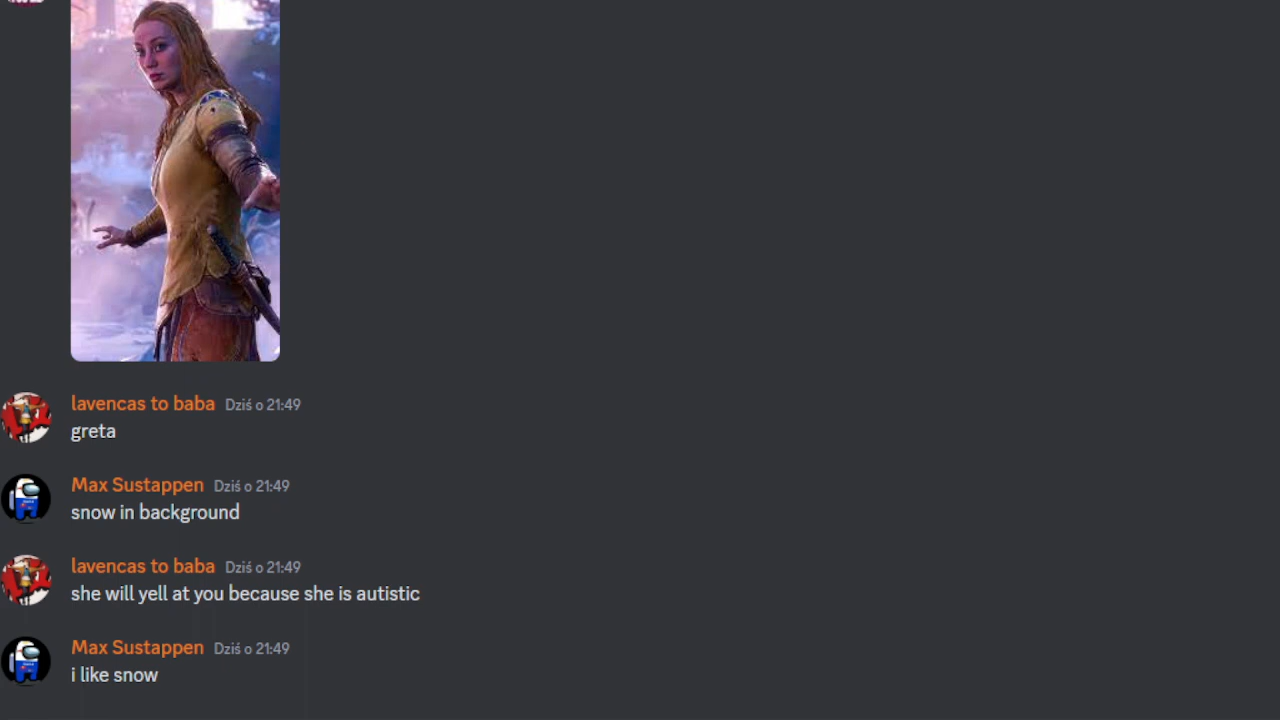 lavencas to baba Dziś o 21:49
greta
Max Sustappen Dziś o 21:49
snow in background
lavencas to baba Dziś o 21:49
she will yell at you because she is autistic
Max Sustappen Dziś o 21:49
i like snow